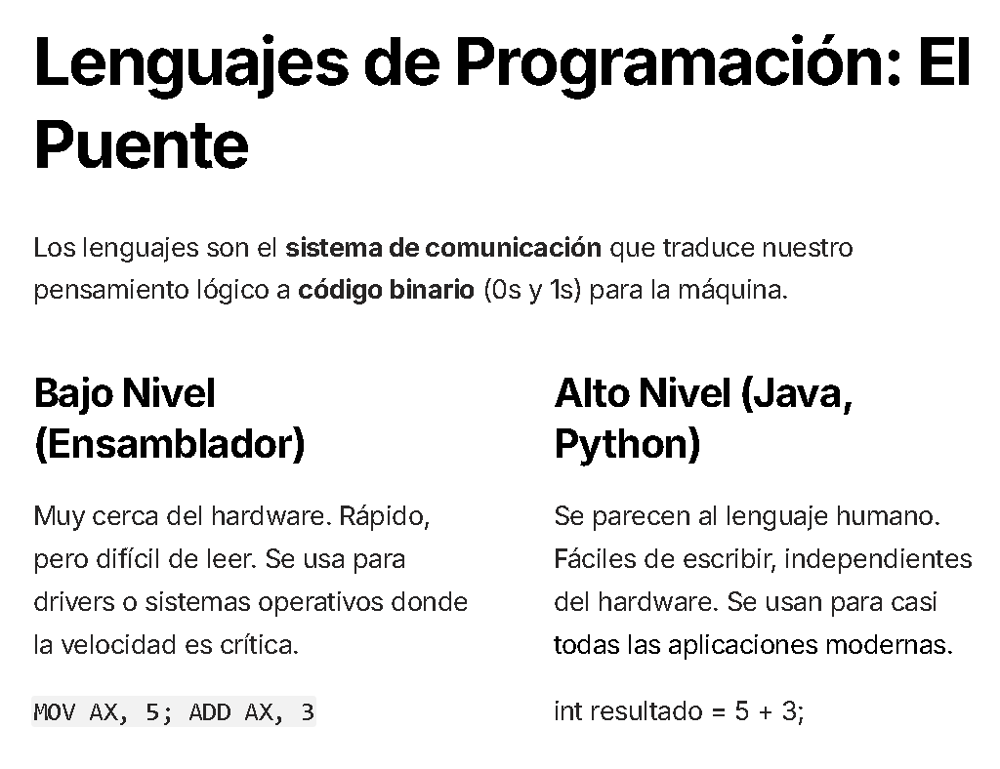 Lenguajes de Programación: El
Puente
Los lenguajes son el sistema de comunicación que traduce nuestro
pensamiento lógico a código binario (0s y 1s) para la máquina.
Bajo Nivel
(Ensamblador)
Muy cerca del hardware. Rápido,
pero difícil de leer. Se usa para
drivers o sistemas operativos donde
la velocidad es crítica.
MOV AX, 5; ADD AX, 3
Alto Nivel (Java,
Python)
Se parecen al lenguaje humano.
Fáciles de escribir, independientes
del hardware. Se usan para casi
todas las aplicaciones modernas.
int resultado = 5 + 3;